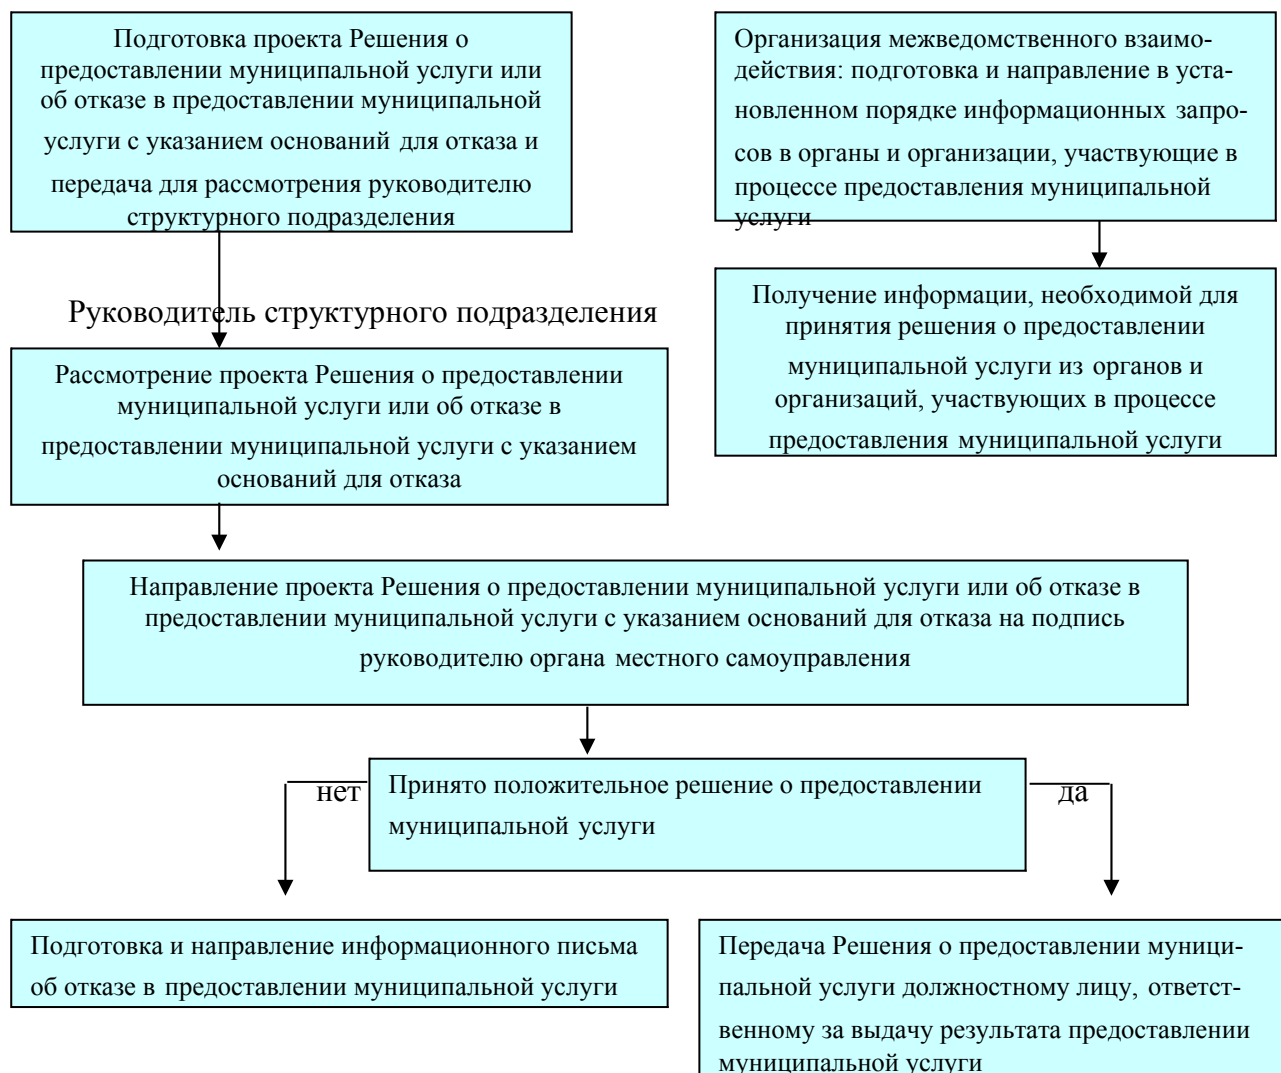 Подготовка проекта Решения о
предоставлении муниципальной услуги или
об отказе в предоставлении муниципальной
услуги с указанием оснований для отказа и
передача для рассмотрения руководителю
структурного подразделения
Организация межведомственного взаимо-
действия: подготовка и направление в уста-
новленном порядке информационных запро-
сов в органы и организации, участвующие в
процессе предоставления муниципальной
услуги
Руководитель структурного подразделения
Получение информации, необходимой для
принятия решения о предоставлении
муниципальной услуги из органов и
организаций, участвующих в процессе
предоставления муниципальной услуги
Рассмотрение проекта Решения о предоставлении
муниципальной услуги или об отказе в
предоставлении муниципальной услуги с указанием
оснований для отказа
Направление проекта Решения о предоставлении муниципальной услуги или об отказе в
предоставлении муниципальной услуги с указанием оснований для отказа на подпись
руководителю органа местного самоуправления
нет
Принято положительное решение о предоставлении
муниципальной услуги
да
Подготовка и направление информационного письма
об отказе в предоставлении муниципальной услуги
Передача Решения о предоставлении муници-
пальной услуги должностному лицу, ответст-
венному за выдачу результата предоставлении
муниципальной услуги